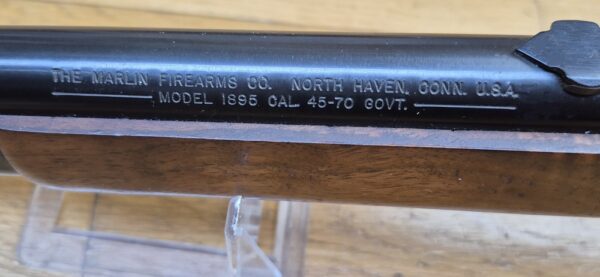 THE MARLIN FIREARMS CO. NORTH HAVEN, CONN. U.S.A.
MODEL 1895 CAL. 45-70 GOVT.